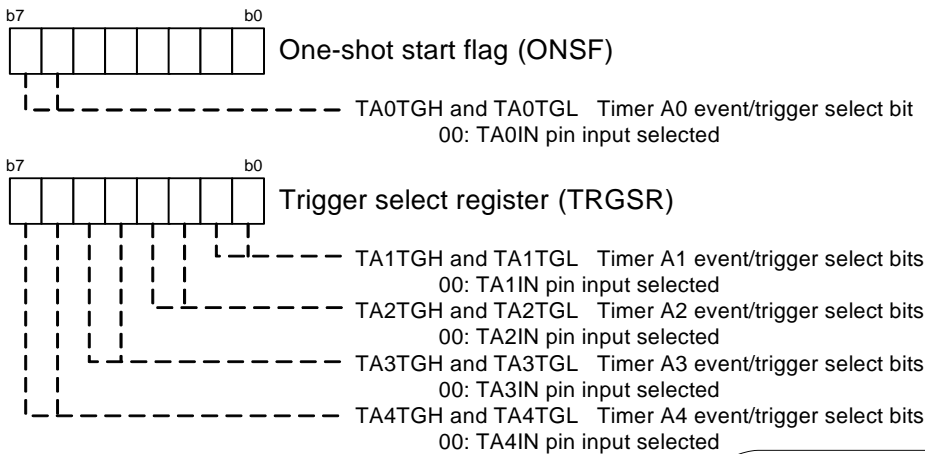 b7 b0
One-shot start flag (ONSF)
TA0TGH and TA0TGL Timer A0 event/trigger select bit
00: TA0IN pin input selected
b7 b0
Trigger select register (TRGSR)
TA1TGH and TA1TGL Timer A1 event/trigger select bits
00: TA1IN pin input selected
TA2TGH and TA2TGL Timer A2 event/trigger select bits
00: TA2IN pin input selected
TA3TGH and TA3TGL Timer A3 event/trigger select bits
00: TA3IN pin input selected
TA4TGH and TA4TGL Timer A4 event/trigger select bits
00: TA4IN pin input selected